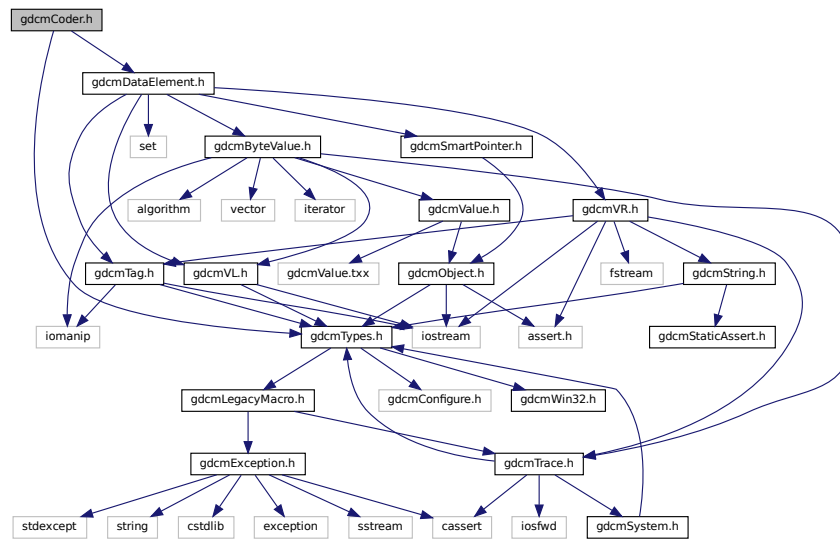 gdcmCoder.h
gdcmDataElement.h
set
gdcmByteValue.h
gdcmSmartPointer.h
algorithm
vector
iterator
gdcmValue.h
gdcmVR.h
gdcmTag.h
gdcmVL.h
gdcmValue.txx
gdcmObject.h
fstream
gdcmString.h
iomanip
gdcmTypes.h
iostream
assert.h
gdcmStaticAssert.h
gdcmLegacyMacro.h
gdcmConfigure.h
gdcmWin32.h
gdcmException.h
gdcmTrace.h
stdexcept
string
cstdlib
exception
sstream
cassert
iosfwd
gdcmSystem.h